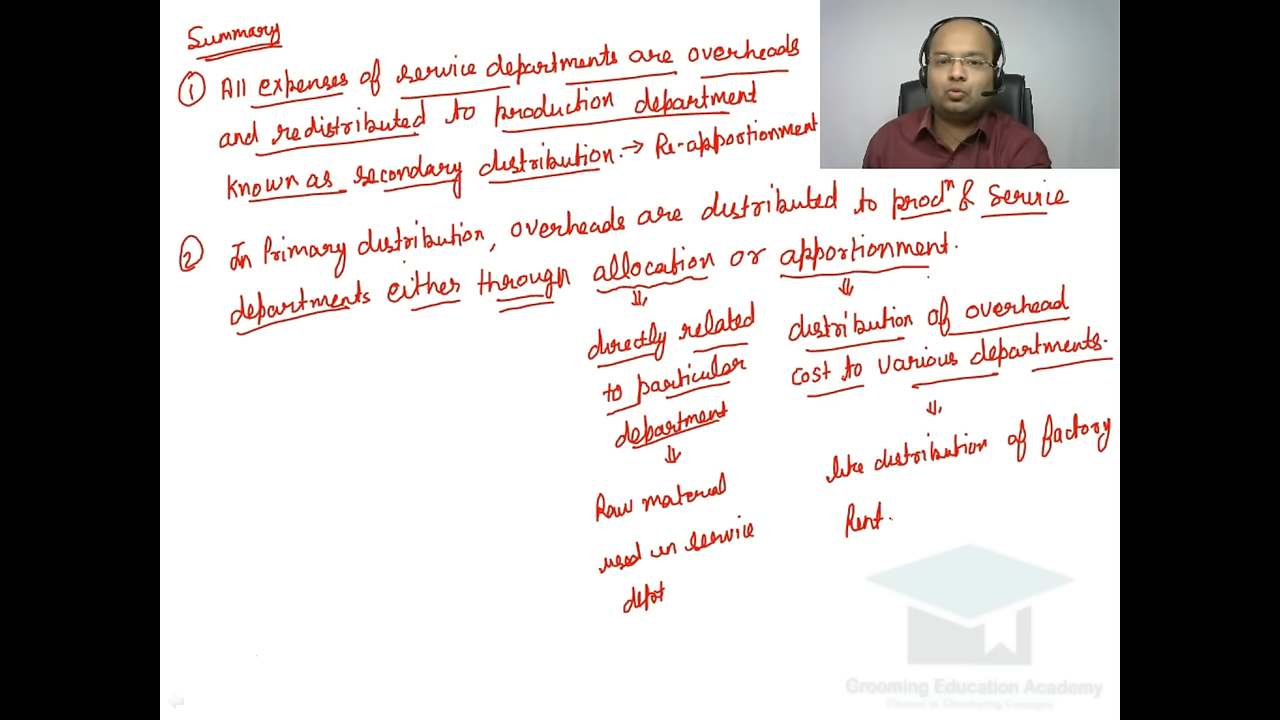 Summary
① All expenses of service departments are overheads
and redistributed to production department
known as secondary distribution. → Re-apportionment
② In Primary distribution, overheads are distributed to prodⁿ & Service
departments either through allocation or apportionment.
directly related
to particular
department
Raw material
used in service
deptt
distribution of overhead
cost to various departments.
like distribution of factory
Rent.
Grooming Education Academy